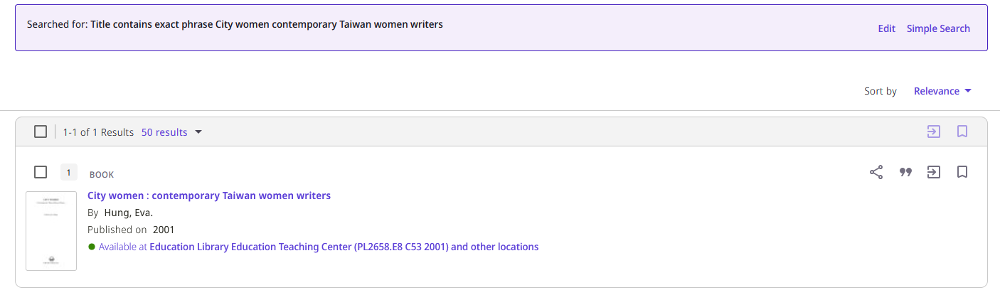 Searched for: Title contains exact phrase City women contemporary Taiwan women writers
Edit Simple Search
Sort by Relevance
1-1 of 1 Results 50 results
1 BOOK
City women : contemporary Taiwan women writers
By Hung, Eva.
Published on 2001
Available at Education Library Education Teaching Center (PL2658.E8 C53 2001) and other locations